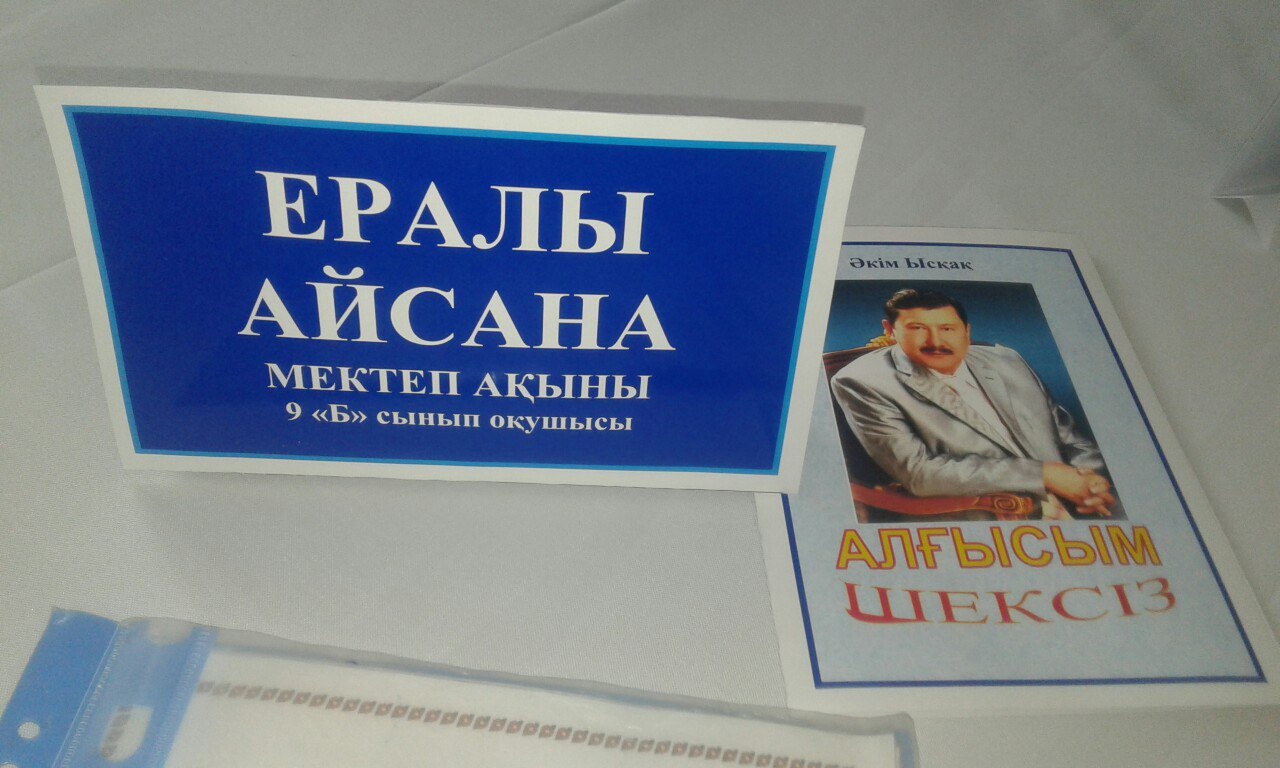 ЕРАЛЫ
АЙСАНА
МЕКТЕП АҚЫНЫ
9 «Б» сынып оқушысы
Әкім Ысқақ
АЛҒЫСЫМ
ШЕКСІЗ